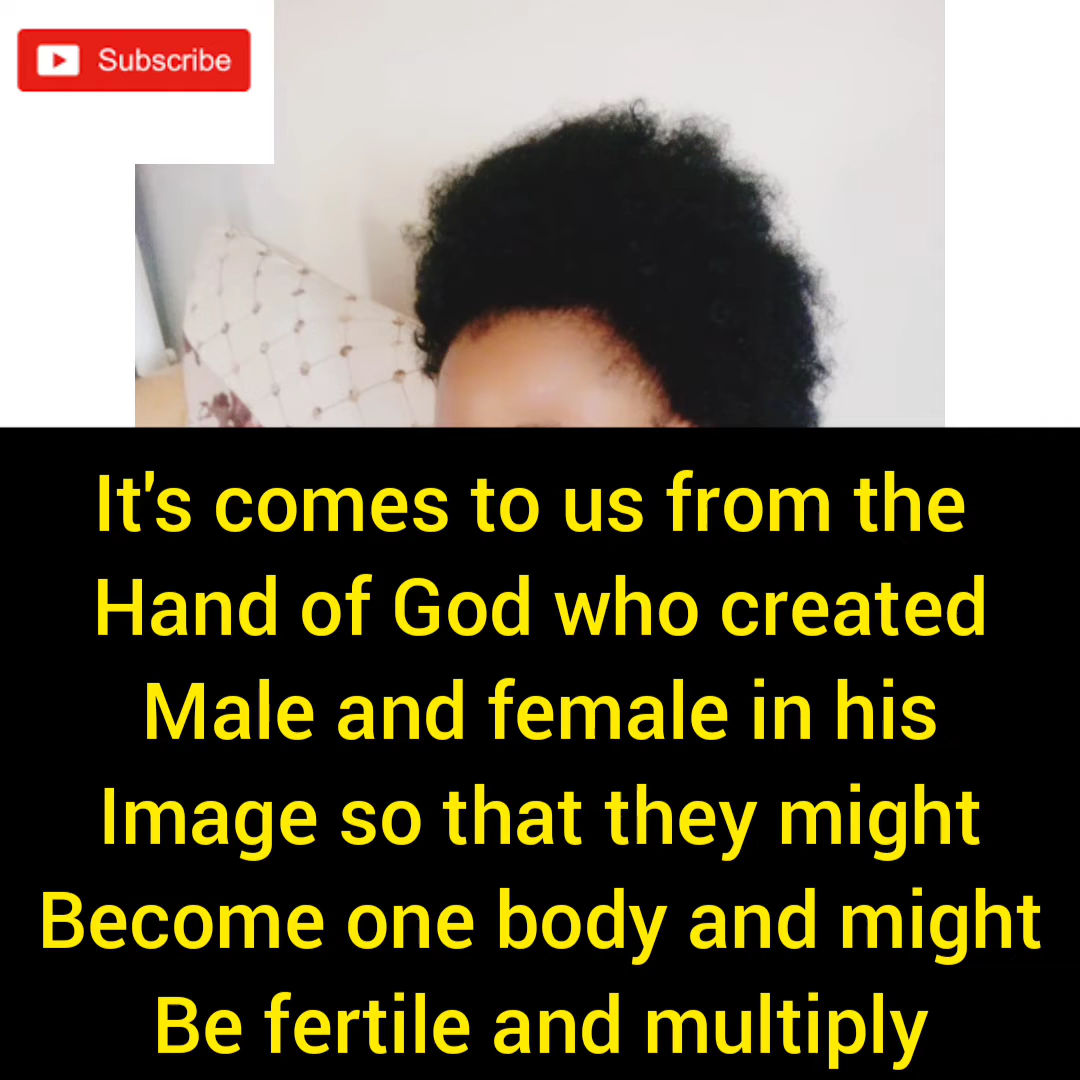 Subscribe
It's comes to us from the
Hand of God who created
Male and female in his
Image so that they might
Become one body and might
Be fertile and multiply